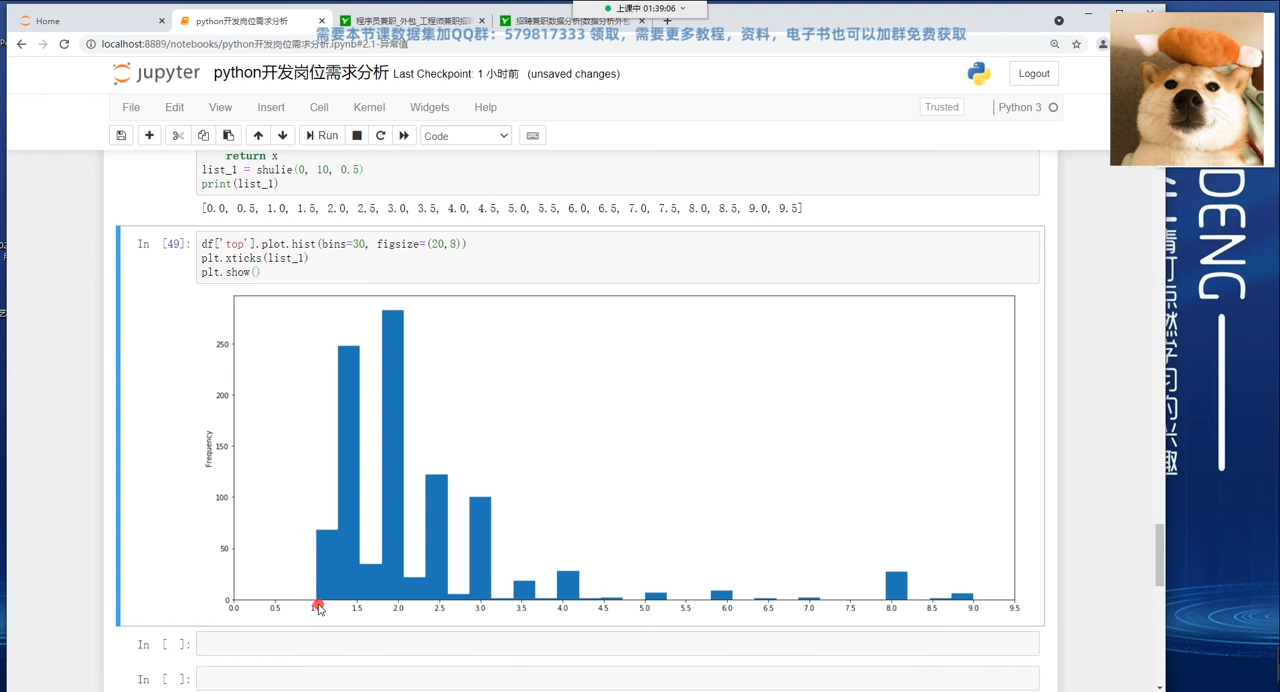 上课中 01:39:06
Home
python开发岗位需求分析
程序员兼职_外包_工程师兼职招
招聘兼职数据分析|数据分析外包
需要本节课数据集加QQ群：579817333 领取，需要更多教程，资料，电子书也可以加群免费获取
localhost:8889/notebooks/python开发岗位需求分析.ipynb#2.1-异常值
jupyter python开发岗位需求分析 Last Checkpoint: 1 小时前 (unsaved changes)
Logout
File Edit View Insert Cell Kernel Widgets Help
Trusted
Python 3
Run
Code
return x
list_1 = shulie(0, 10, 0.5)
print(list_1)
[0.0, 0.5, 1.0, 1.5, 2.0, 2.5, 3.0, 3.5, 4.0, 4.5, 5.0, 5.5, 6.0, 6.5, 7.0, 7.5, 8.0, 8.5, 9.0, 9.5]
In [49]:
df['top'].plot.hist(bins=30, figsize=(20,8))
plt.xticks(list_1)
plt.show()
250
200
150
100
50
0
Frequency
0.0 0.5 1.5 2.0 2.5 3.0 3.5 4.0 4.5 5.0 5.5 6.0 6.5 7.0 7.5 8.0 8.5 9.0 9.5
In [ ]:
In [ ]:
DENG
点燃学习的兴趣